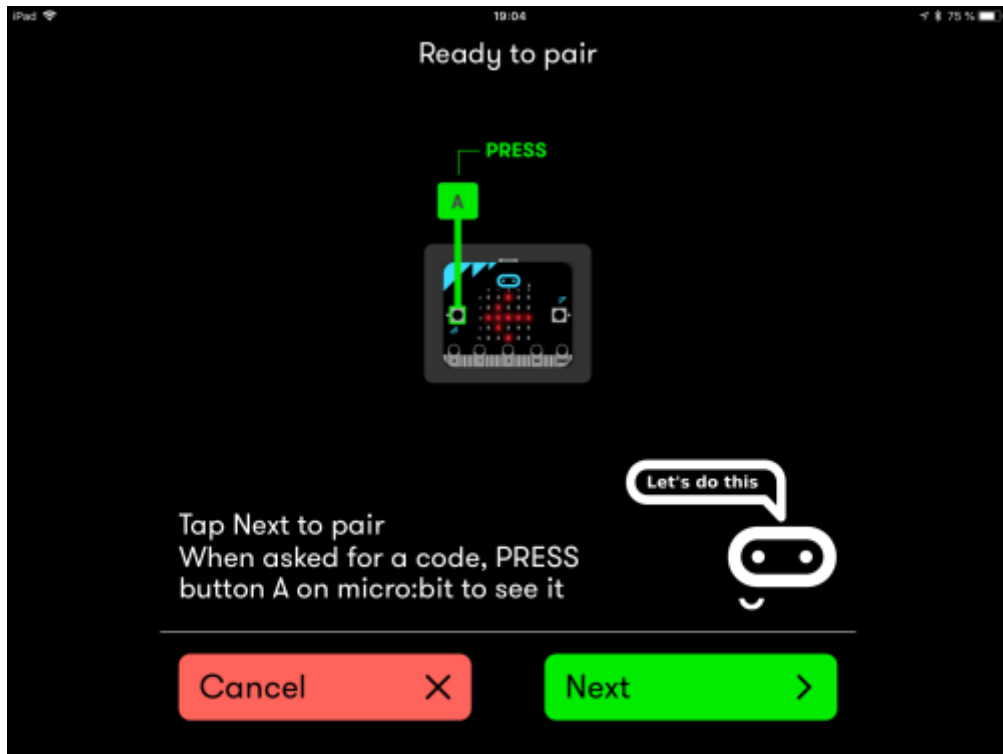 iPad 19:04 75 %
Ready to pair
PRESS
A
Let's do this
Tap Next to pair
When asked for a code, PRESS
button A on micro:bit to see it
Cancel
Next